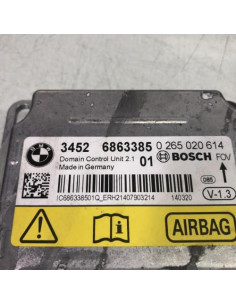 3452 6863385 0 265 020 614
Domain Control Unit 2.1 01 BOSCH FOV
Made in Germany
085
V-1.3
IC686338501Q_ERH21407903214 140320
AIRBAG